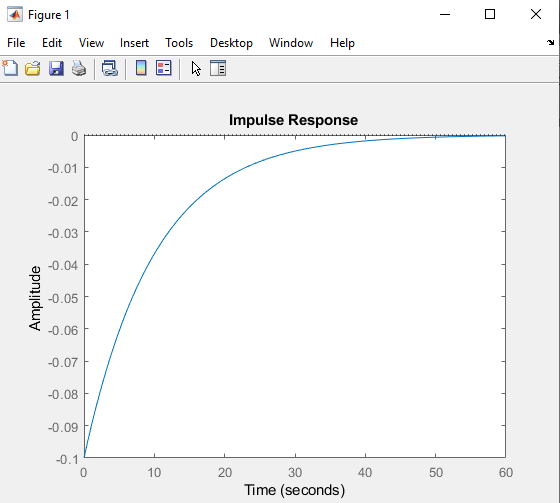 Figure 1
File Edit View Insert Tools Desktop Window Help
Impulse Response
0
-0.01
-0.02
-0.03
-0.04
-0.05
-0.06
-0.07
-0.08
-0.09
-0.1
Amplitude
0 10 20 30 40 50 60
Time (seconds)